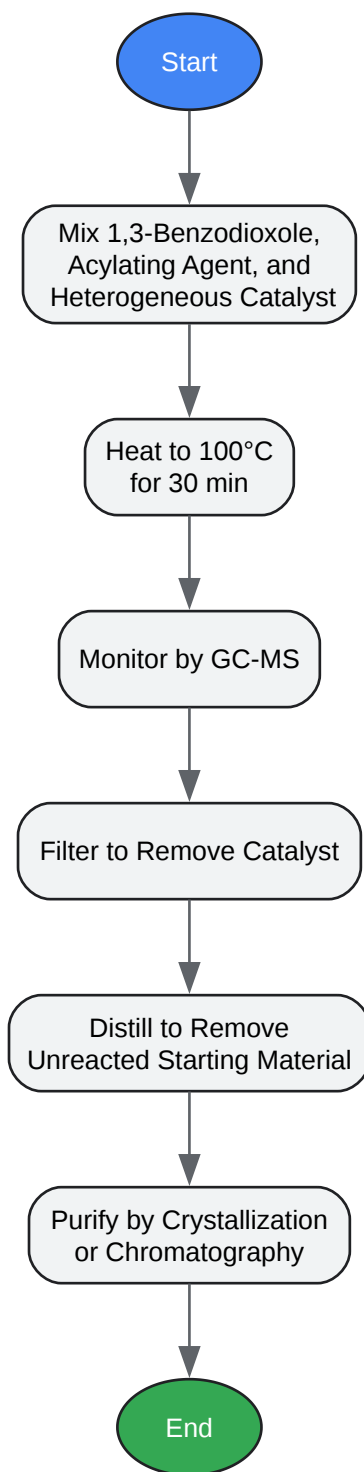 Start
Mix 1,3-Benzodioxole,
Acylating Agent, and
Heterogeneous Catalyst
Heat to 100°C
for 30 min
Monitor by GC-MS
Filter to Remove Catalyst
Distill to Remove
Unreacted Starting Material
Purify by Crystallization
or Chromatography
End